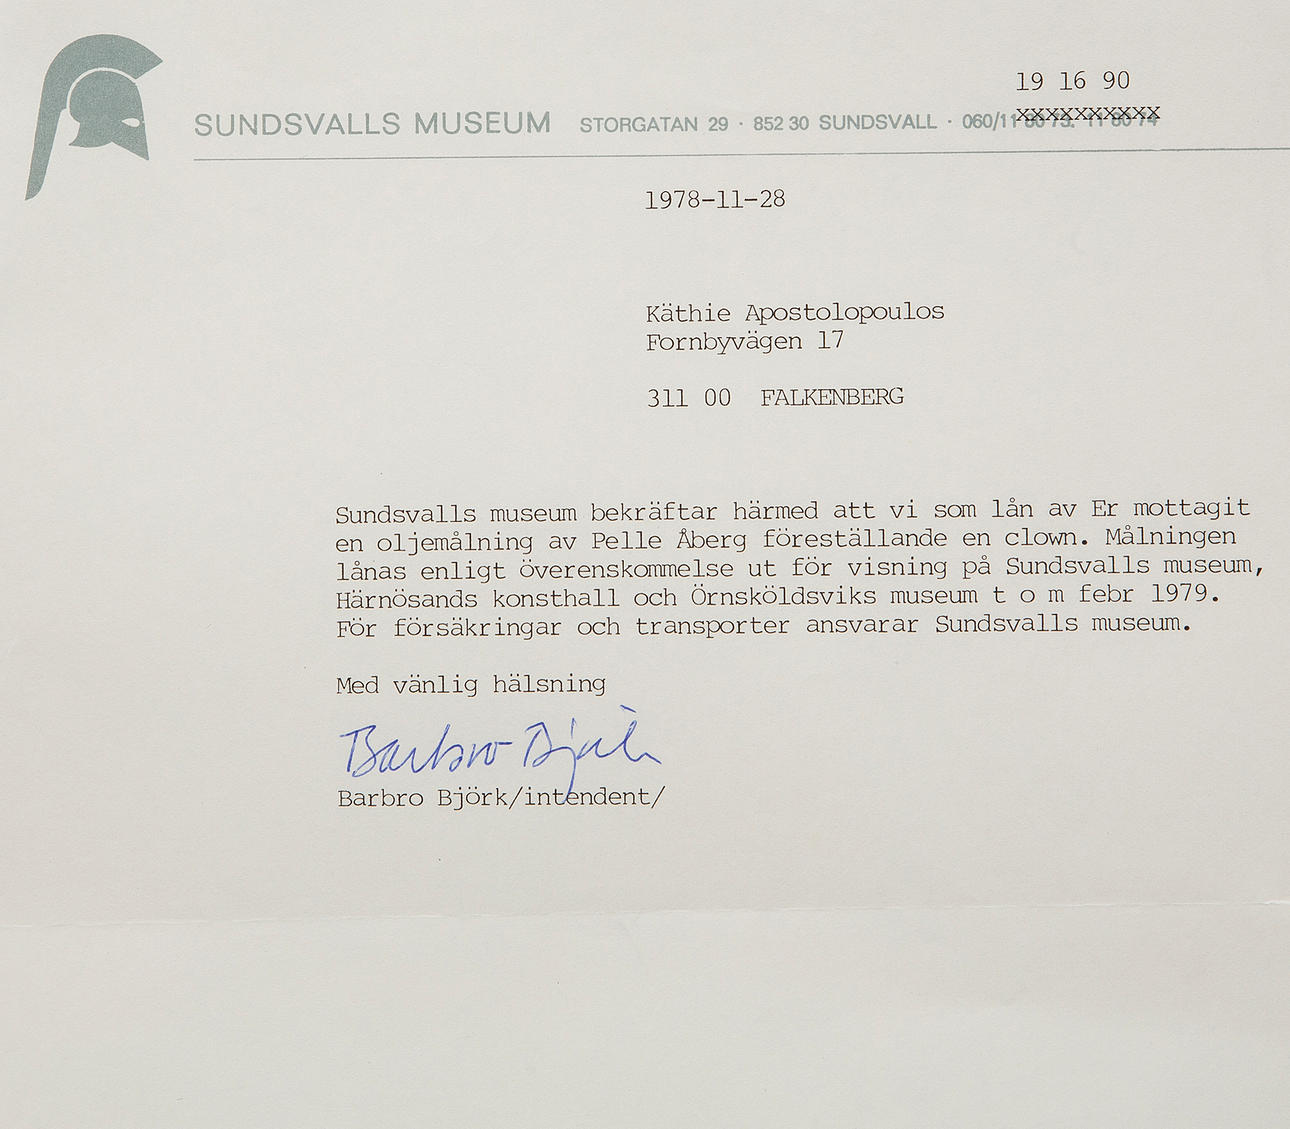 19 16 90
SUNDSVALLS MUSEUM STORGATAN 29 · 852 30 SUNDSVALL · 060/11
1978-11-28
Käthie Apostolopoulos
Fornbyvägen 17
311 00 FALKENBERG
Sundsvalls museum bekräftar härmed att vi som lån av Er mottagit
en oljemålning av Pelle Åberg föreställande en clown. Målningen
lånas enligt överenskommelse ut för visning på Sundsvalls museum,
Härnösands konsthall och Örnsköldsviks museum t o m febr 1979.
För försäkringar och transporter ansvarar Sundsvalls museum.
Med vänlig hälsning
Barbro Björk
Barbro Björk/intendent/